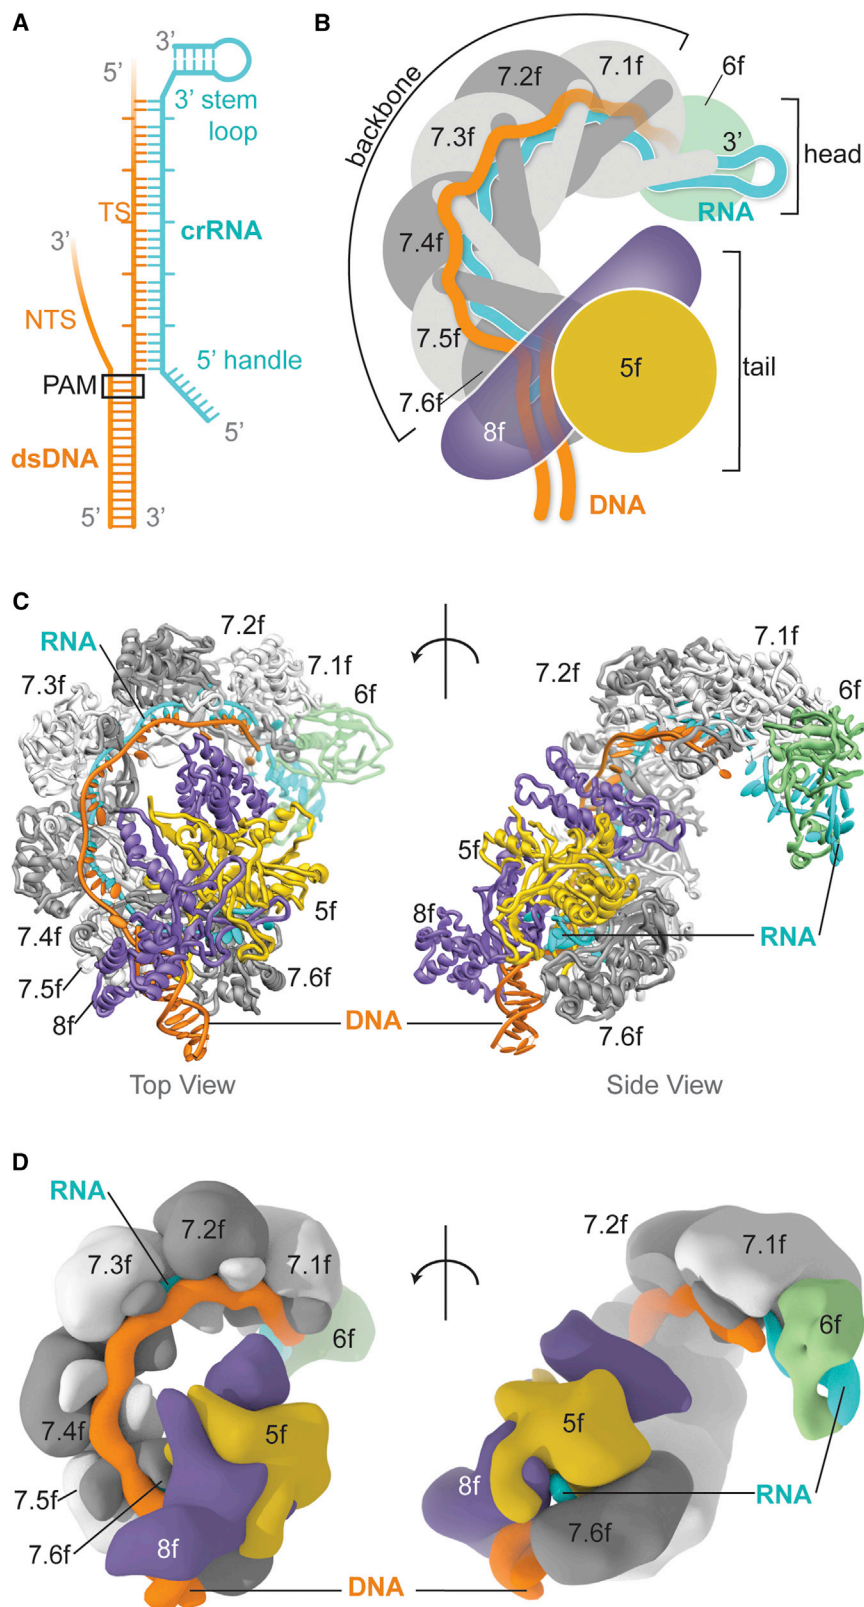 A
3’
5’
3’ stem
loop
TS
crRNA
3’
NTS
5’ handle
PAM
5’
dsDNA
5’
3’
B
backbone
7.1f
7.2f
6f
7.3f
3’
head
RNA
7.4f
7.5f
5f
tail
7.6f
8f
DNA
C
RNA
7.2f
7.1f
7.3f
6f
5f
7.4f
7.5f
7.6f
8f
DNA
Top View
7.1f
7.2f
6f
5f
8f
RNA
7.6f
Side View
D
RNA
7.2f
7.3f
7.1f
6f
7.4f
5f
7.5f
7.6f
8f
DNA
7.2f
7.1f
6f
5f
8f
RNA
7.6f